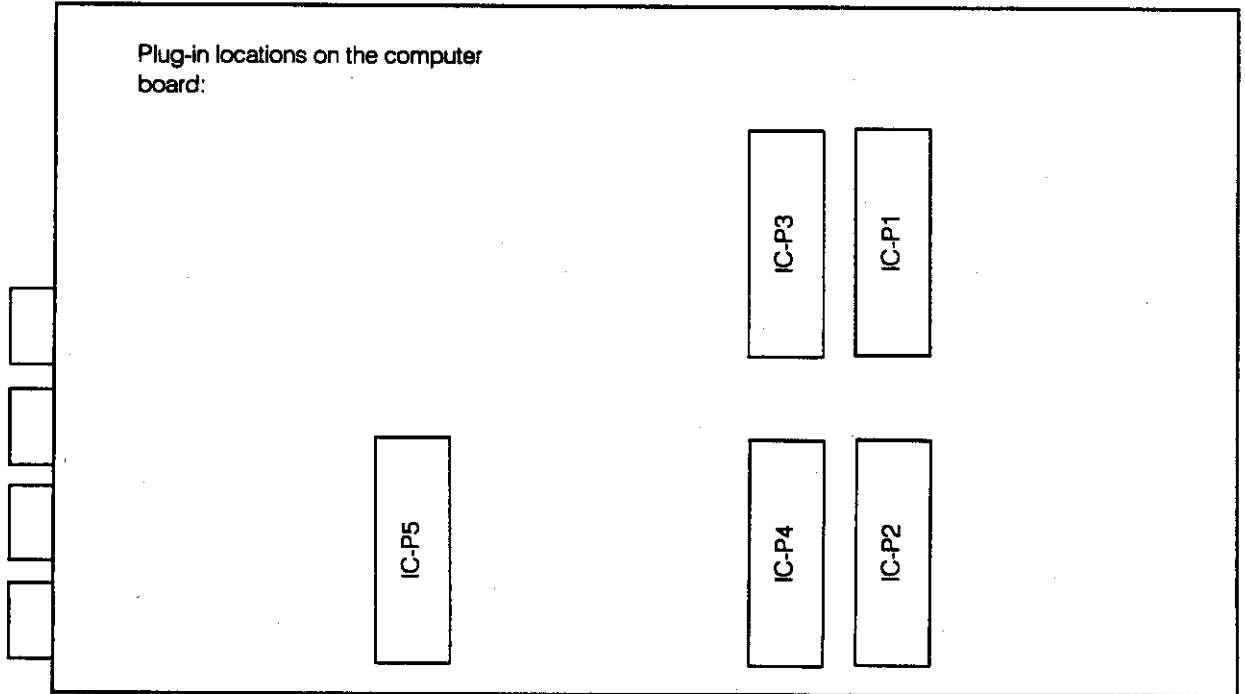 Plug-in locations on the computer
board:
IC-P3
IC-P1
IC-P5
IC-P4
IC-P2